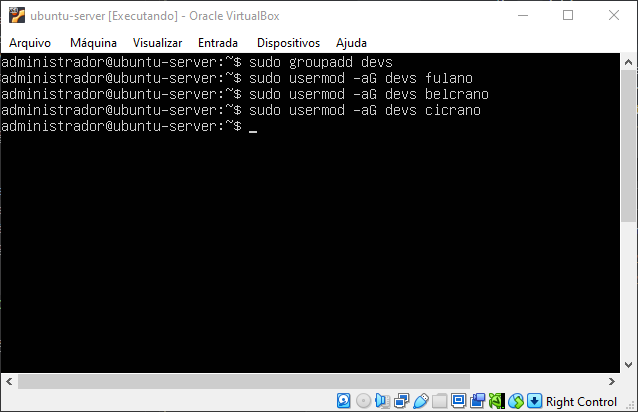 ubuntu-server [Executando] - Oracle VirtualBox
Arquivo Máquina Visualizar Entrada Dispositivos Ajuda
administrador@ubuntu-server:~$ sudo groupadd devs
administrador@ubuntu-server:~$ sudo usermod -aG devs fulano
administrador@ubuntu-server:~$ sudo usermod -aG devs belcrano
administrador@ubuntu-server:~$ sudo usermod -aG devs cicrano
administrador@ubuntu-server:~$ _
Right Control